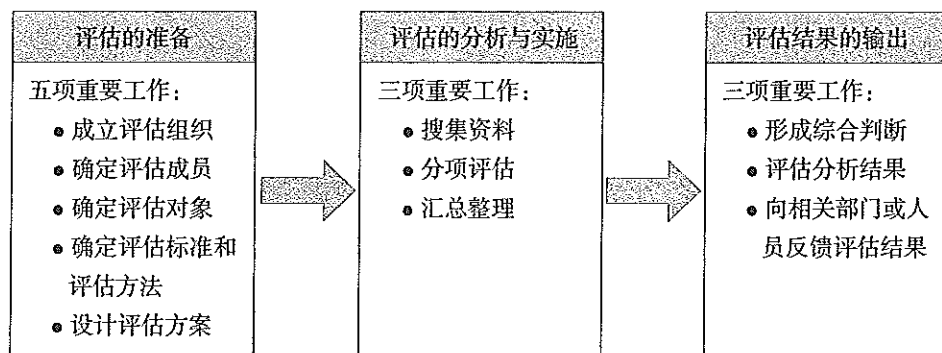 评估的准备
五项重要工作：
● 成立评估组织
● 确定评估成员
● 确定评估对象
● 确定评估标准和
评估方法
● 设计评估方案
评估的分析与实施
三项重要工作：
● 搜集资料
● 分项评估
● 汇总整理
评估结果的输出
三项重要工作：
● 形成综合判断
● 评估分析结果
● 向相关部门或人
员反馈评估结果